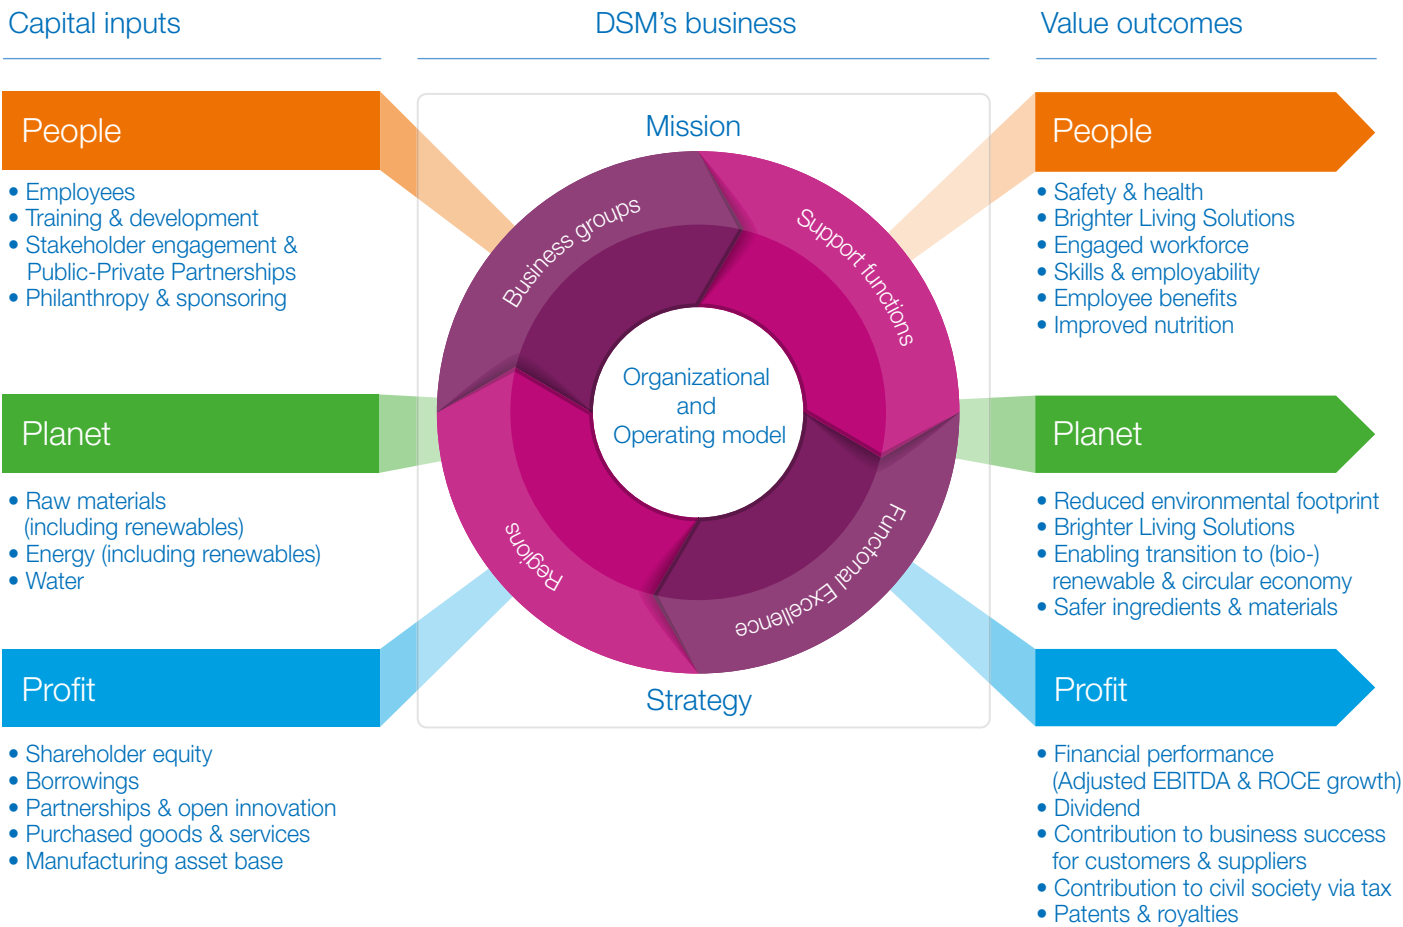 Capital inputs
DSM's business
Value outcomes
People
• Employees
• Training & development
• Stakeholder engagement &
Public-Private Partnerships
• Philanthropy & sponsoring
Planet
• Raw materials
(including renewables)
• Energy (including renewables)
• Water
Profit
• Shareholder equity
• Borrowings
• Partnerships & open innovation
• Purchased goods & services
• Manufacturing asset base
Mission
Business groups
Support functions
Organizational
and
Operating model
Regions
Functonal Excellence
Strategy
People
• Safety & health
• Brighter Living Solutions
• Engaged workforce
• Skills & employability
• Employee benefits
• Improved nutrition
Planet
• Reduced environmental footprint
• Brighter Living Solutions
• Enabling transition to (bio-)
renewable & circular economy
• Safer ingredients & materials
Profit
• Financial performance
(Adjusted EBITDA & ROCE growth)
• Dividend
• Contribution to business success
for customers & suppliers
• Contribution to civil society via tax
• Patents & royalties